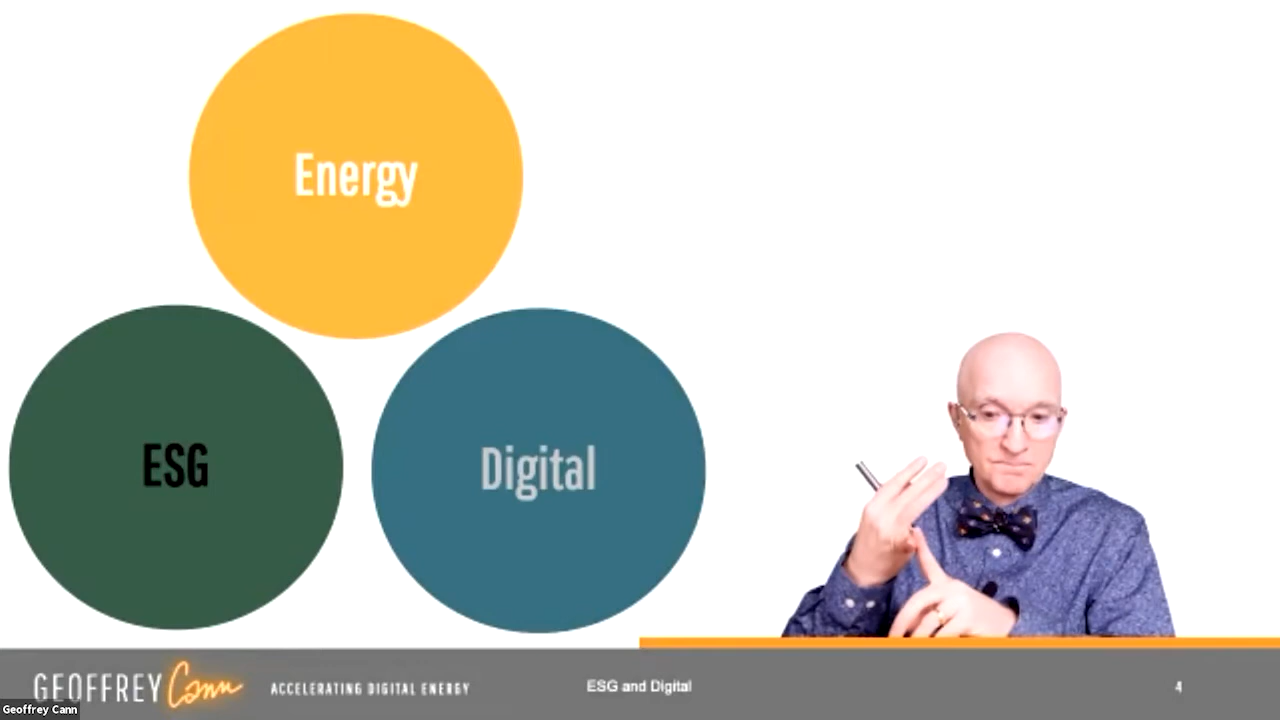 Energy
ESG
Digital
GEOFFREY Cann
ACCELERATING DIGITAL ENERGY
ESG and Digital
4
Geoffrey Cann